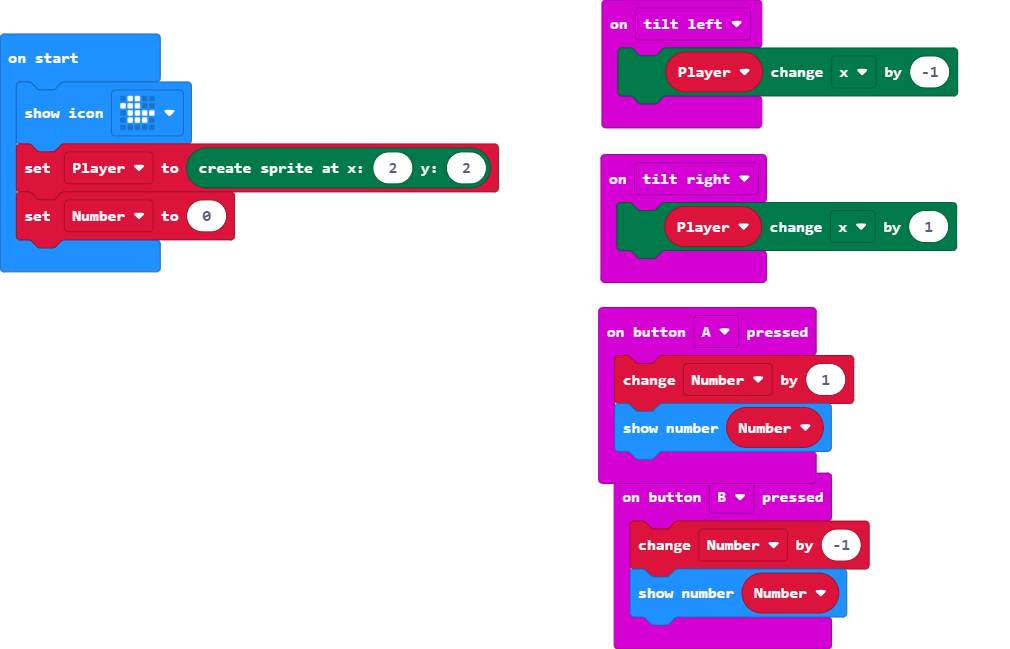 on start
show icon
set Player to create sprite at x: 2 y: 2
set Number to 0
on tilt left
Player change x by -1
on tilt right
Player change x by 1
on button A pressed
change Number by 1
show number Number
on button B pressed
change Number by -1
show number Number